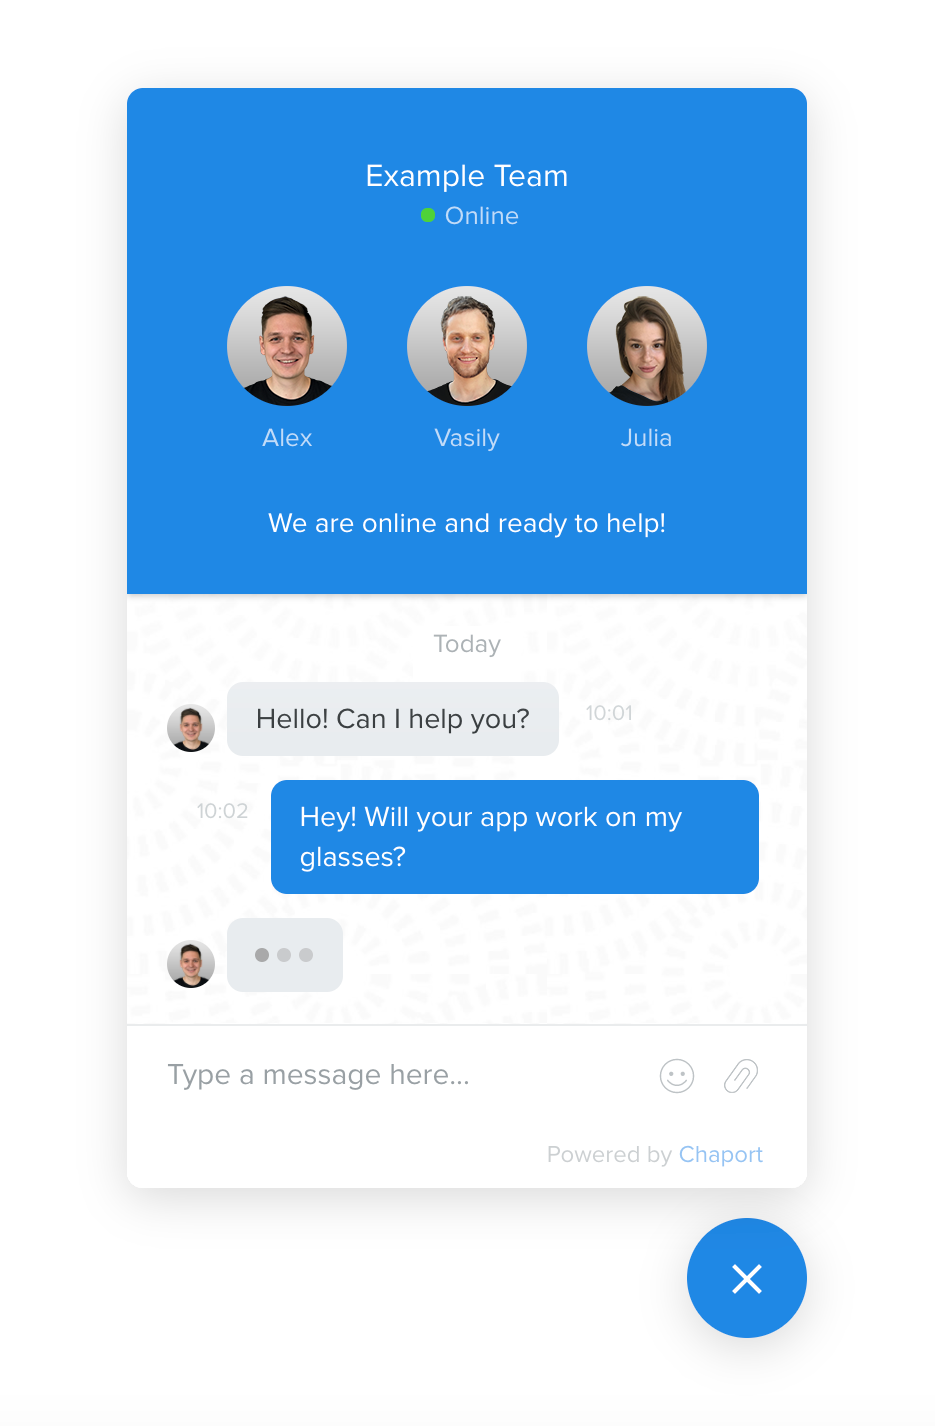 Example Team
Online
Alex
Vasily
Julia
We are online and ready to help!
Today
Hello! Can I help you?
10:01
10:02
Hey! Will your app work on my
glasses?
Type a message here...
Powered by Chaport